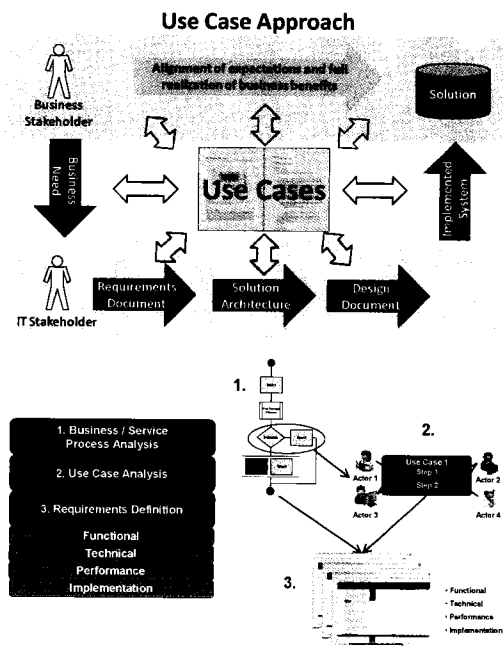 Use Case Approach
Business
Stakeholder
Alignment of expectations and full
realization of business benefits
Solution
Business
Need
Use Cases
Implemented
System
IT Stakeholder
Requirements
Document
Solution
Architecture
Design
Document
1. Business / Service
Process Analysis
2. Use Case Analysis
3. Requirements Definition
Functional
Technical
Performance
Implementation
1.
2.
Use Case 1
Step 1
Step 2
Actor 1
Actor 2
Actor 3
Actor 4
3.
· Functional
· Technical
· Performance
· Implementation